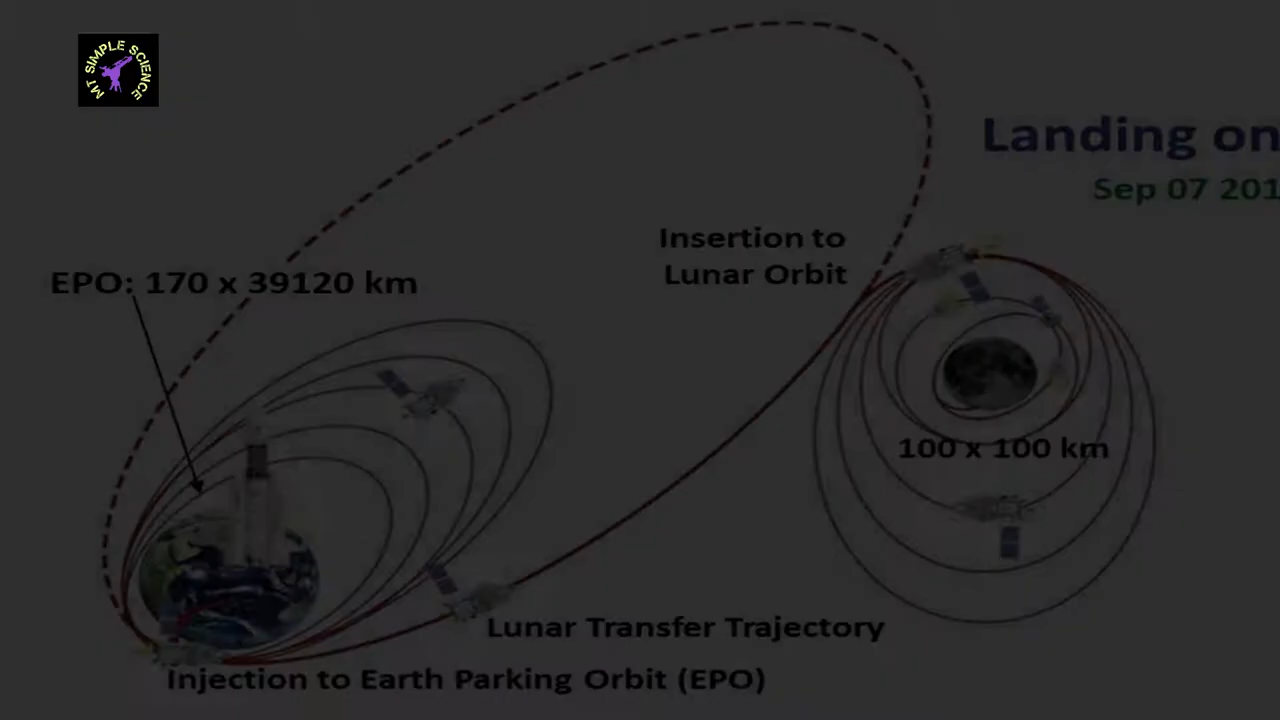 MT SIMPLE SCIENCE
Landing on
Sep 07 201
Insertion to
Lunar Orbit
EPO: 170 x 39120 km
100 x 100 km
Lunar Transfer Trajectory
Injection to Earth Parking Orbit (EPO)